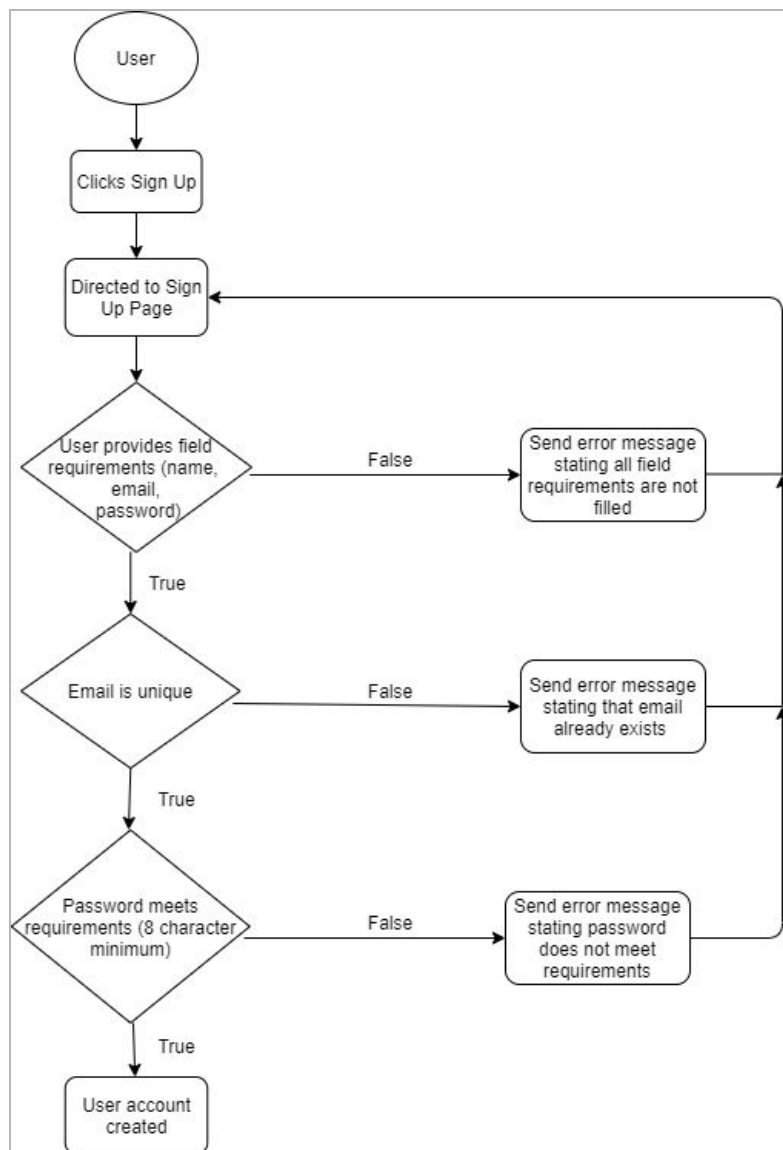 User
Clicks Sign Up
Directed to Sign
Up Page
User provides field
requirements (name,
email,
password)
False
Send error message
stating all field
requirements are not
filled
True
Email is unique
False
Send error message
stating that email
already exists
True
Password meets
requirements (8 character
minimum)
False
Send error message
stating password
does not meet
requirements
True
User account
created